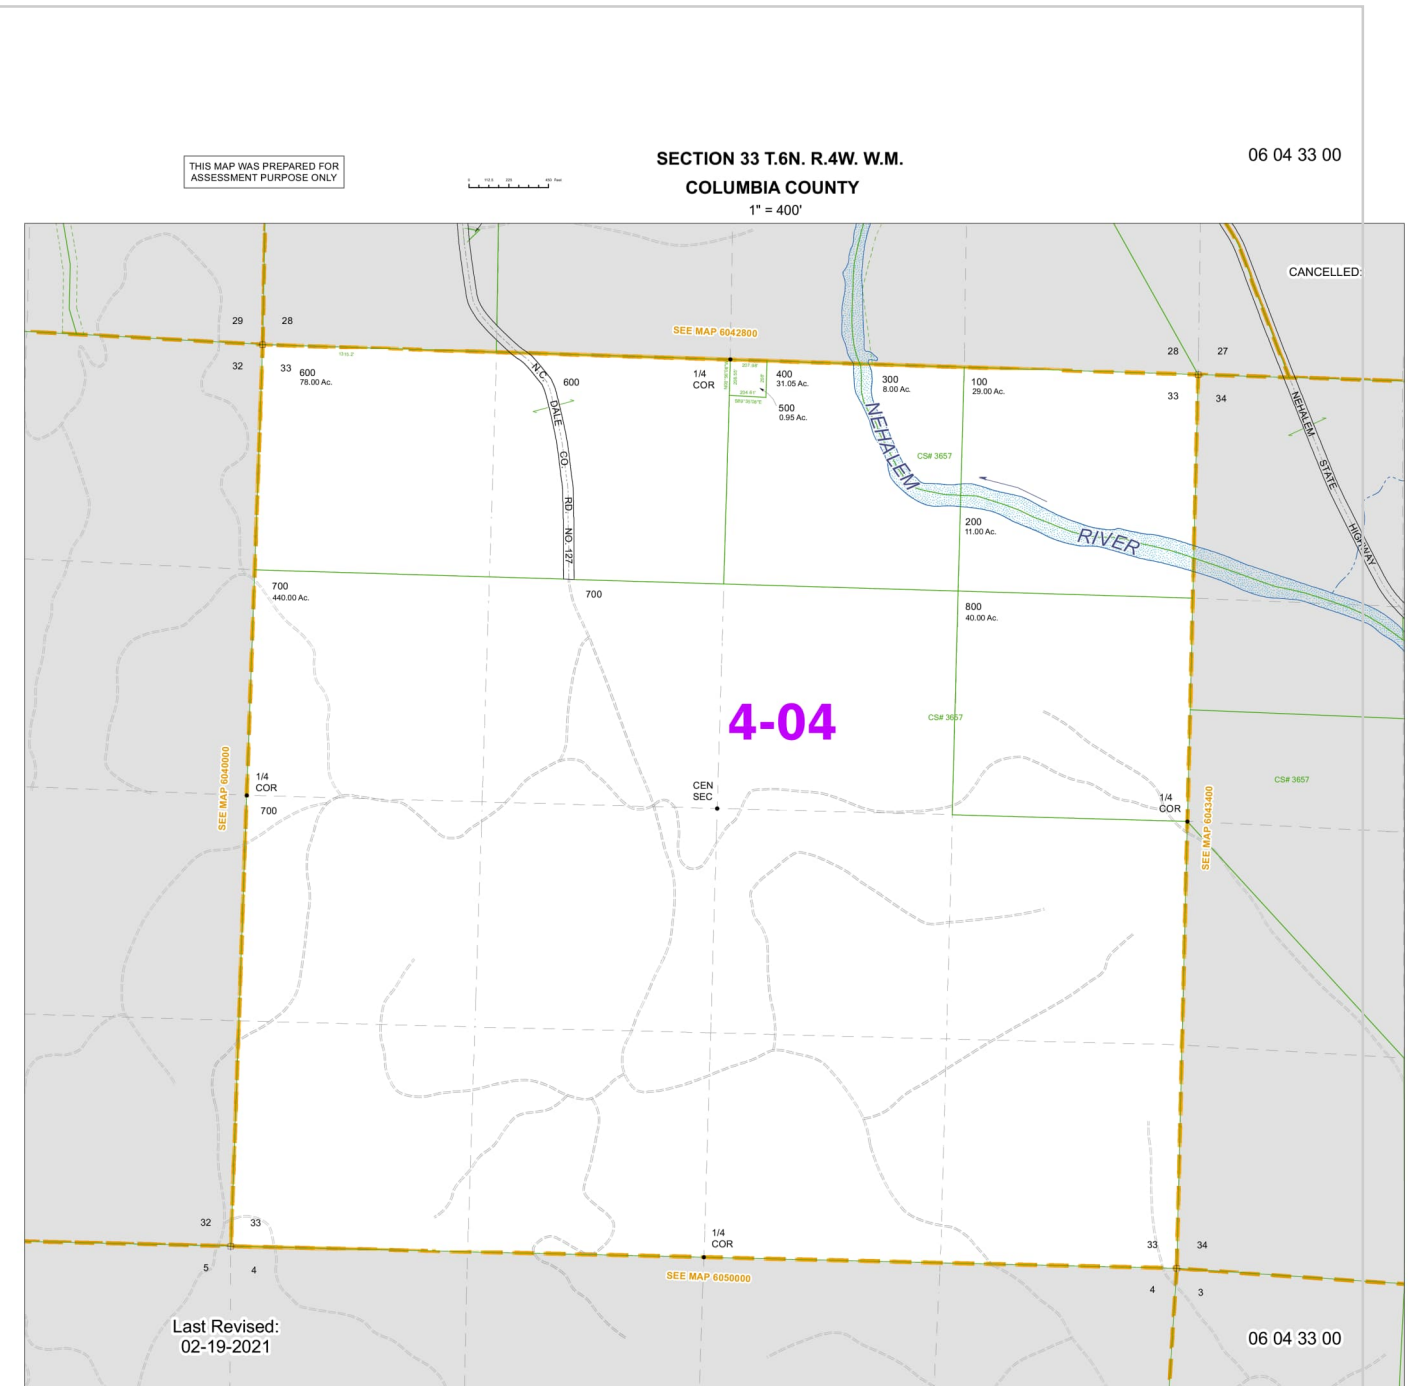 SECTION 33 T.6N. R.4W. W.M.
COLUMBIA COUNTY
1" = 400'
06 04 33 00
THIS MAP WAS PREPARED FOR
ASSESSMENT PURPOSE ONLY
CANCELLED:
29
28
32
33
SEE MAP 6042800
28
27
33
34
600
78.00 Ac.
N.C.
DALE
CO.
RD.
NO. 127
600
1/4
COR
400
31.05 Ac.
500
0.95 Ac.
300
8.00 Ac.
100
29.00 Ac.
NEHALEM
RIVER
CS# 3657
200
11.00 Ac.
NEHALEM
STATE
HIGHWAY
700
440.00 Ac.
700
800
40.00 Ac.
4-04
CS# 3657
CS# 3657
SEE MAP 6040000
1/4
COR
700
CEN
SEC
1/4
COR
SEE MAP 6043400
32
33
5
4
1/4
COR
SEE MAP 6050000
33
34
4
3
Last Revised:
02-19-2021
06 04 33 00